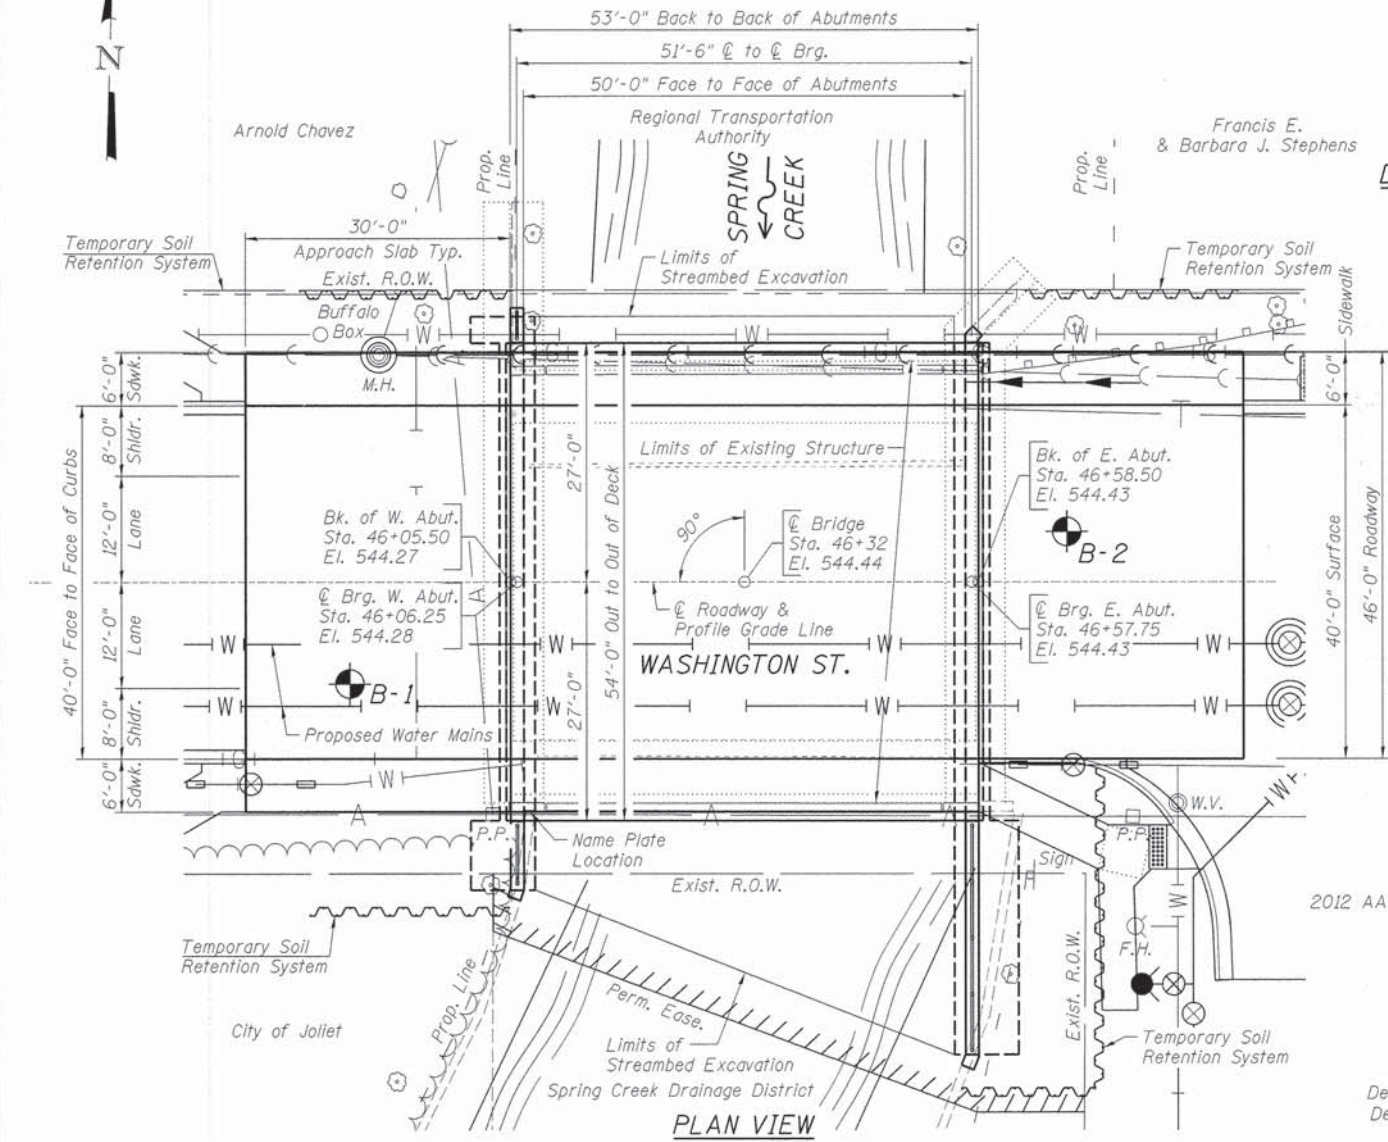 53'-0" Back to Back of Abutments
51'-6" ℄ to ℄ Brg.
50'-0" Face to Face of Abutments
N
Arnold Chavez
Regional Transportation
Authority
Francis E.
& Barbara J. Stephens
Prop.
Line
SPRING
CREEK
Prop.
Line
30'-0"
Approach Slab Typ.
Temporary Soil
Retention System
Exist. R.O.W.
Limits of
Streambed Excavation
Temporary Soil
Retention System
Buffalo
Box
W
W
W
M.H.
6'-0"
Sdwk.
Sidewalk
6'-0"
8'-0"
Shldr.
27'-0"
Limits of Existing Structure
Bk. of E. Abut.
Sta. 46+58.50
El. 544.43
40'-0" Face to Face of Curbs
12'-0"
Lane
Bk. of W. Abut.
Sta. 46+05.50
El. 544.27
54'-0" Out to Out of Deck
90°
℄ Bridge
Sta. 46+32
El. 544.44
B-2
℄ Brg. W. Abut.
Sta. 46+06.25
El. 544.28
A
℄ Roadway &
Profile Grade Line
℄ Brg. E. Abut.
Sta. 46+57.75
El. 544.43
40'-0" Surface
46'-0" Roadway
12'-0"
Lane
W
W
W
W
WASHINGTON ST.
B-1
27'-0"
8'-0"
Shldr.
W
W
W
W
Proposed Water Mains
6'-0"
Sdwk.
W
W
W.V.
A
A
A
P.P.
P.P.
Name Plate
Location
Sign
Exist. R.O.W.
W
2012 AA
Temporary Soil
Retention System
F.H.
Exist. R.O.W.
Prop. Line
Perm. Ease.
City of Joliet
Limits of
Streambed Excavation
Temporary Soil
Retention System
Spring Creek Drainage District
De
De
PLAN VIEW